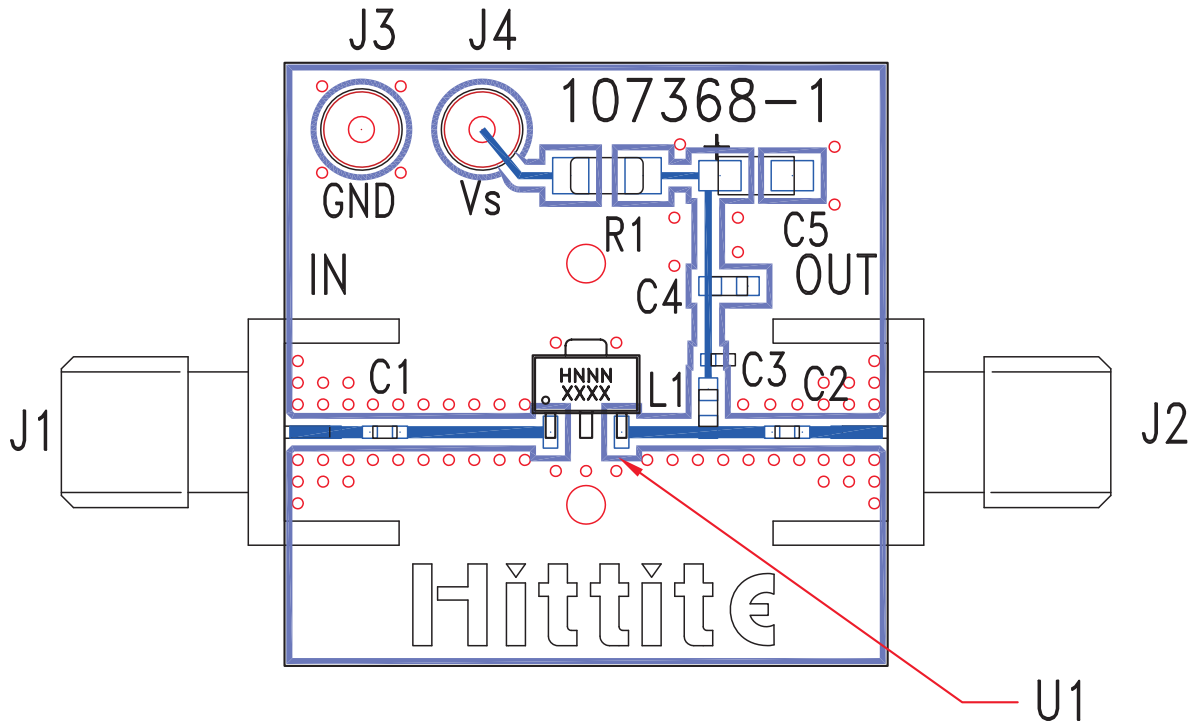 J3
J4
107368-1
GND
Vs
R1
C5
IN
OUT
C4
C1
HNNN
XXXX
L1
C3
C2
J1
J2
Hittite
U1